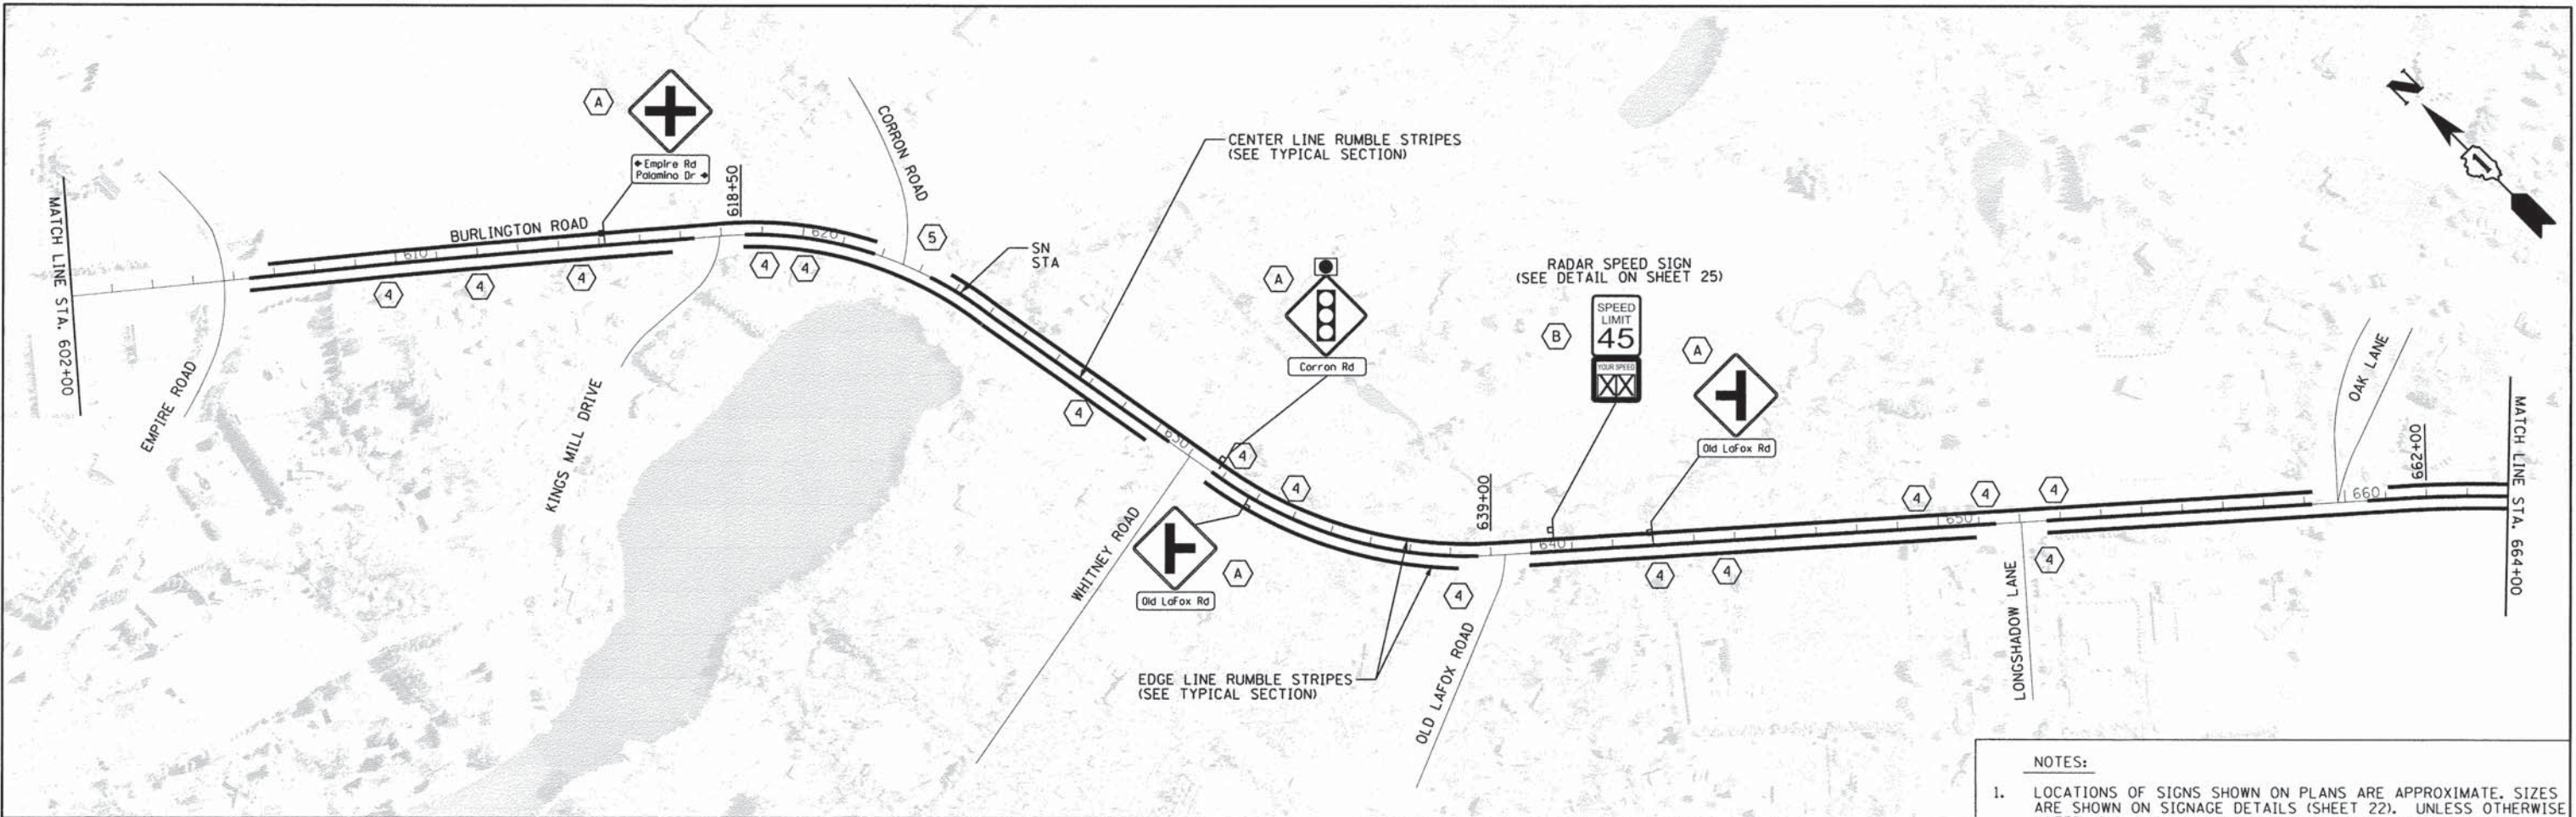 MATCH LINE STA. 602+00
EMPIRE ROAD
BURLINGTON ROAD
610
A
← Empire Rd
Palomino Dr →
4
4
4
KINGS MILL DRIVE
618+50
620
4
4
CORRON ROAD
5
SN
STA
CENTER LINE RUMBLE STRIPES
(SEE TYPICAL SECTION)
4
630
WHITNEY ROAD
A
Corron Rd
4
4
Old LaFox Rd
A
EDGE LINE RUMBLE STRIPES
(SEE TYPICAL SECTION)
4
OLD LAFOX ROAD
639+00
640
RADAR SPEED SIGN
(SEE DETAIL ON SHEET 25)
B
SPEED
LIMIT
45
YOUR SPEED
XX
A
Old LaFox Rd
4
4
4
4
4
650
4
LONGSHADOW LANE
OAK LANE
660
662+00
MATCH LINE STA. 664+00
N
1
NOTES:
1. LOCATIONS OF SIGNS SHOWN ON PLANS ARE APPROXIMATE. SIZES
ARE SHOWN ON SIGNAGE DETAILS (SHEET 22). UNLESS OTHERWISE